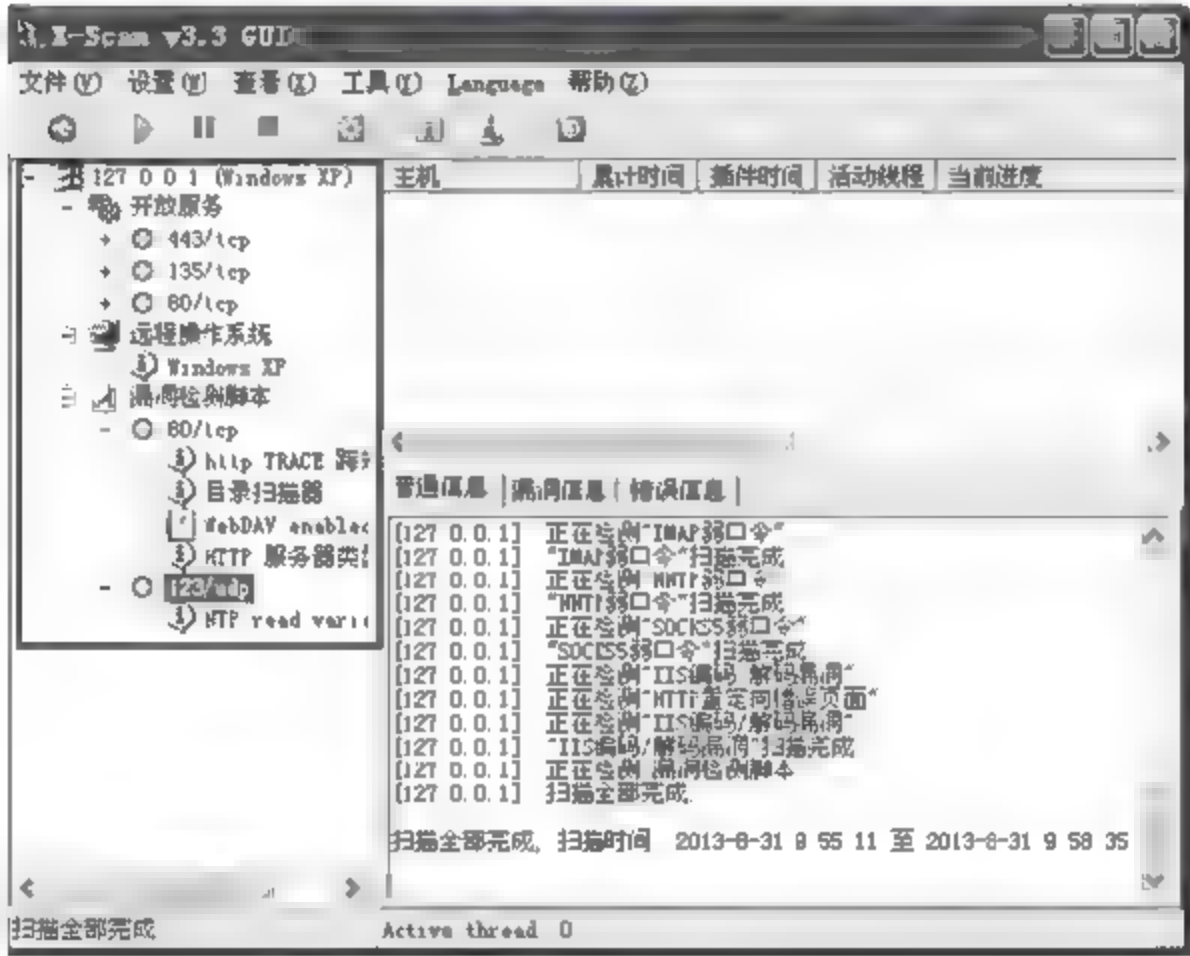 X-Scan v3.3 GUI
文件(V) 设置(W) 查看(X) 工具(Y) Language 帮助(Z)
127 0 0 1 (Windows XP)
开放服务
443/tcp
135/tcp
80/tcp
远程操作系统
Windows XP
漏洞检测脚本
80/tcp
http TRACE 跨
目录扫描器
WebDAV enabled
HTTP 服务器类
123/udp
NTP read
主机 累计时间 插件时间 活动线程 当前进度
普通信息 漏洞信息 错误信息
[127 0.0.1] 正在检测"IMAP弱口令"
[127 0.0.1] "IMAP弱口令"扫描完成
[127 0.0.1] 正在检测"NNTP弱口令"
[127 0.0.1] "NNTP弱口令"扫描完成
[127 0.0.1] 正在检测"SOCKS5弱口令"
[127 0.0.1] "SOCKS5弱口令"扫描完成
[127 0.0.1] 正在检测"IIS编码/解码漏洞"
[127 0.0.1] 正在检测"HTTP重定向错误页面"
[127 0.0.1] 正在检测"IIS编码/解码漏洞"
[127 0.0.1] "IIS编码/解码漏洞"扫描完成
[127 0.0.1] 正在检测"漏洞检测脚本"
[127 0.0.1] 扫描全部完成.
扫描全部完成, 扫描时间 2013-8-31 9 55 11 至 2013-8-31 9 58 35
扫描全部完成
Active thread 0